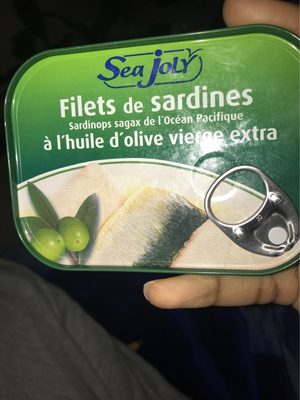 Sea JoLY
Filets de sardines
Sardinops sagax de l'Océan Pacifique
à l'huile d'olive vierge extra